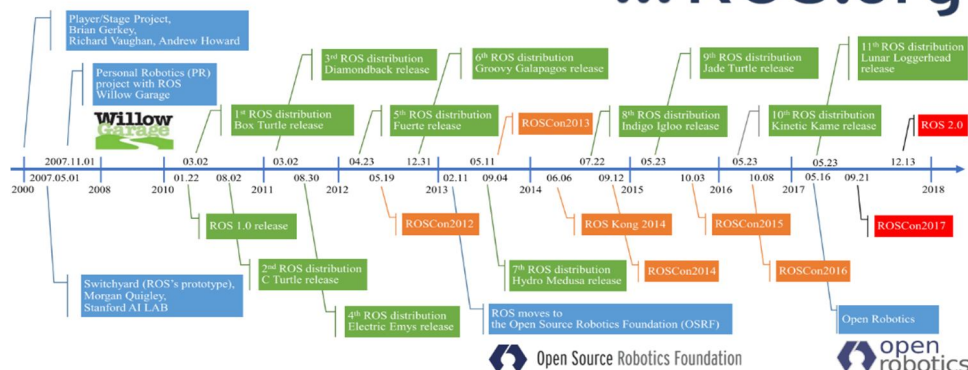 ROS.org
Player/Stage Project,
Brian Gerkey,
Richard Vaughan, Andrew Howard
Personal Robotics (PR)
project with ROS
Willow Garage
Willow
Garage
1st ROS distribution
Box Turtle release
3rd ROS distribution
Diamondback release
5th ROS distribution
Fuerte release
6th ROS distribution
Groovy Galapagos release
ROSCon2013
8th ROS distribution
Indigo Igloo release
9th ROS distribution
Jade Turtle release
10th ROS distribution
Kinetic Kame release
11th ROS distribution
Lunar Loggerhead
release
ROS 2.0
2007.11.01 03.02 03.02 04.23 12.31 05.11 07.22 05.23 05.23 05.23 12.13
2007.05.01 01.22 08.02 08.30 05.19 02.11 09.04 06.06 09.12 10.03 10.08 05.16 09.21
2000 2008 2010 2011 2012 2013 2014 2015 2016 2017 2018
ROS 1.0 release
ROSCon2012
ROS Kong 2014
ROSCon2015
ROSCon2017
2nd ROS distribution
C Turtle release
7th ROS distribution
Hydro Medusa release
ROSCon2014
ROSCon2016
Switchyard (ROS's prototype),
Morgan Quigley,
Stanford AI LAB
4th ROS distribution
Electric Emys release
ROS moves to
the Open Source Robotics Foundation (OSRF)
Open Robotics
Open Source Robotics Foundation
open
robotics